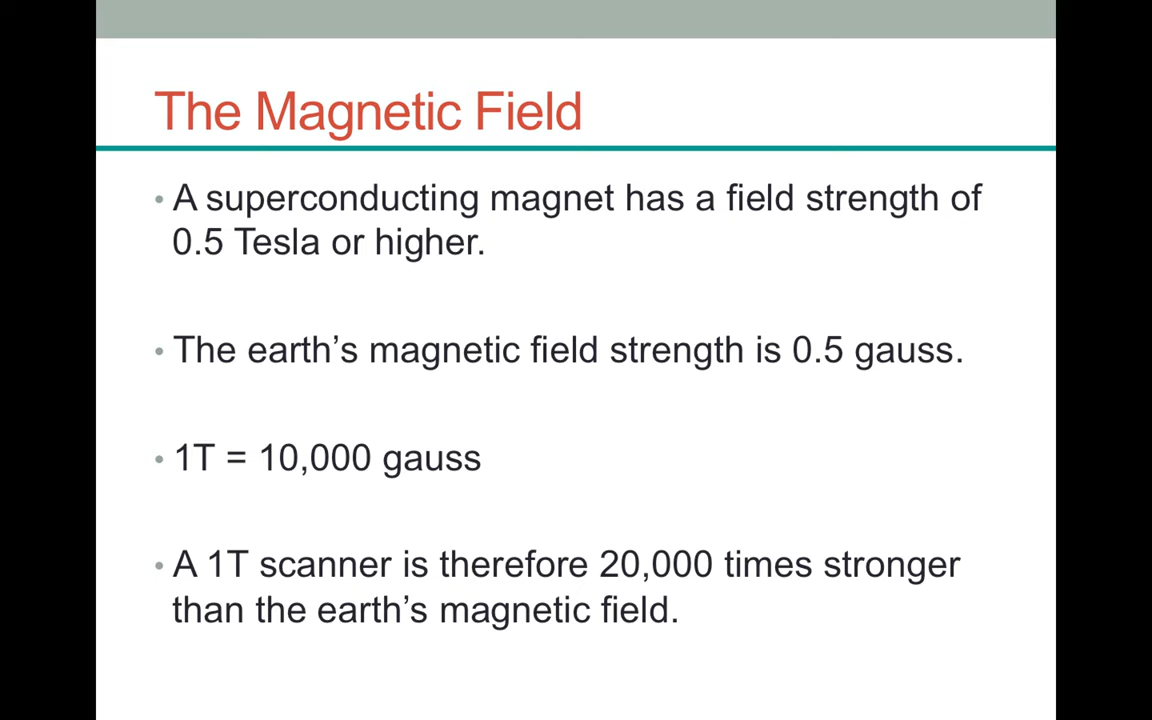 The Magnetic Field
• A superconducting magnet has a field strength of
0.5 Tesla or higher.
• The earth’s magnetic field strength is 0.5 gauss.
• 1T = 10,000 gauss
• A 1T scanner is therefore 20,000 times stronger
than the earth’s magnetic field.